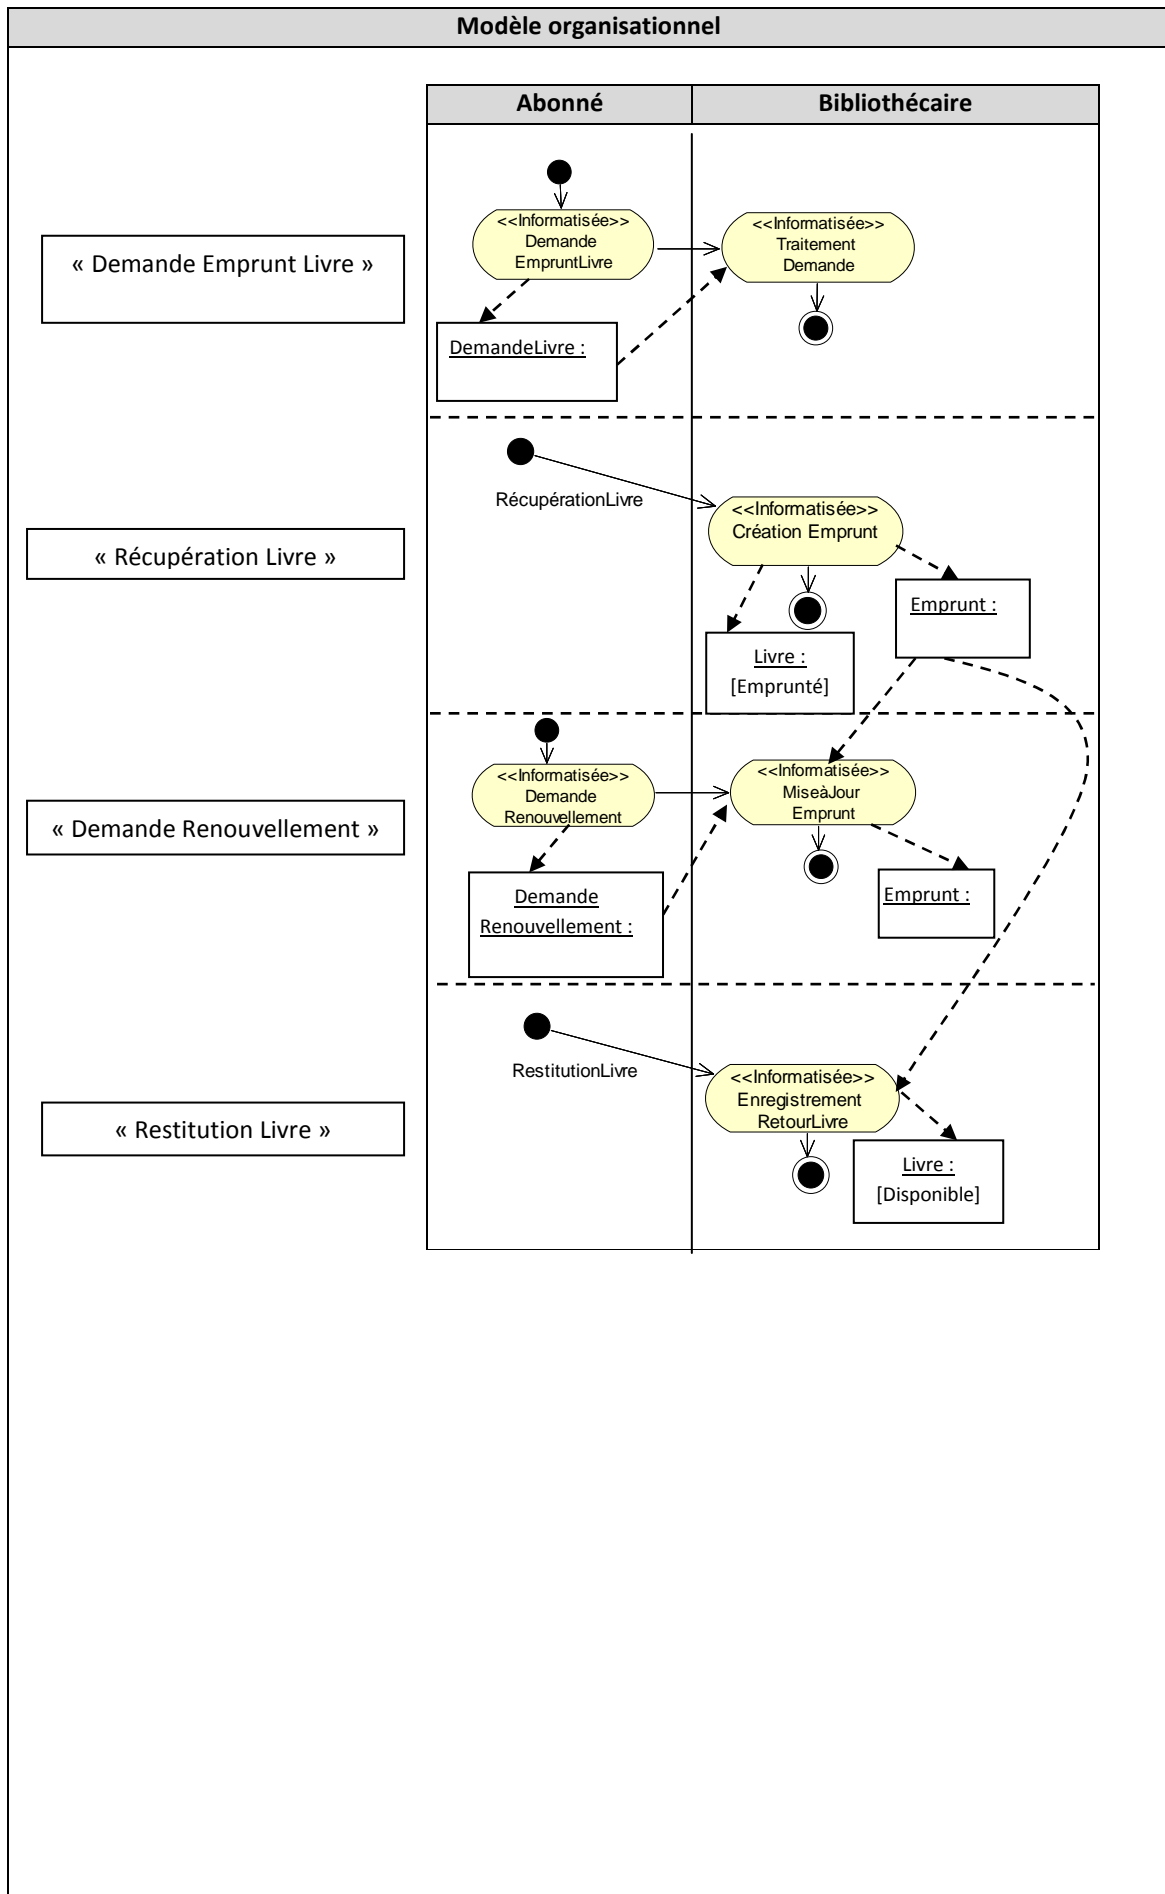 Modèle organisationnel
Abonné
Bibliothécaire
« Demande Emprunt Livre »
<<Informatisée>>
Demande
EmpruntLivre
<<Informatisée>>
Traitement
Demande
DemandeLivre :
« Récupération Livre »
RécupérationLivre
<<Informatisée>>
Création Emprunt
Emprunt :
Livre :
[Emprunté]
« Demande Renouvellement »
<<Informatisée>>
Demande
Renouvellement
<<Informatisée>>
MiseàJour
Emprunt
Demande
Renouvellement :
Emprunt :
« Restitution Livre »
RestitutionLivre
<<Informatisée>>
Enregistrement
RetourLivre
Livre :
[Disponible]